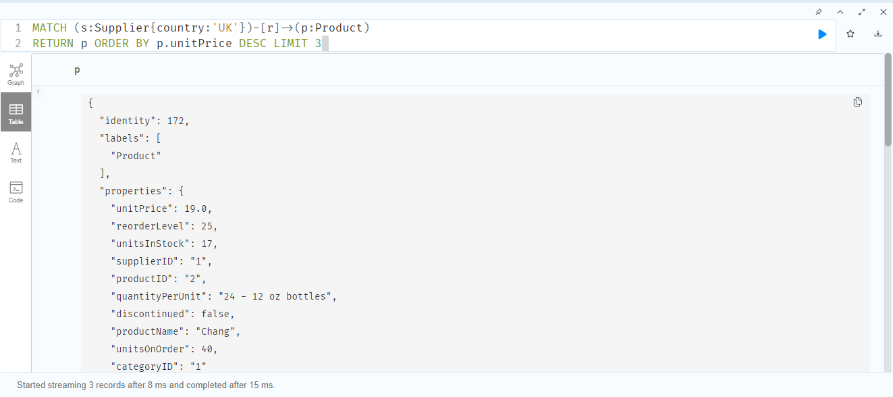 1 MATCH (s:Supplier{country:'UK'})-[r]->(p:Product)
2 RETURN p ORDER BY p.unitPrice DESC LIMIT 3
Graph
Table
Text
Code
p
1
{
"identity": 172,
"labels": [
"Product"
],
"properties": {
"unitPrice": 19.0,
"reorderLevel": 25,
"unitsInStock": 17,
"supplierID": "1",
"productID": "2",
"quantityPerUnit": "24 - 12 oz bottles",
"discontinued": false,
"productName": "Chang",
"unitsOnOrder": 40,
"categoryID": "1"
Started streaming 3 records after 8 ms and completed after 15 ms.